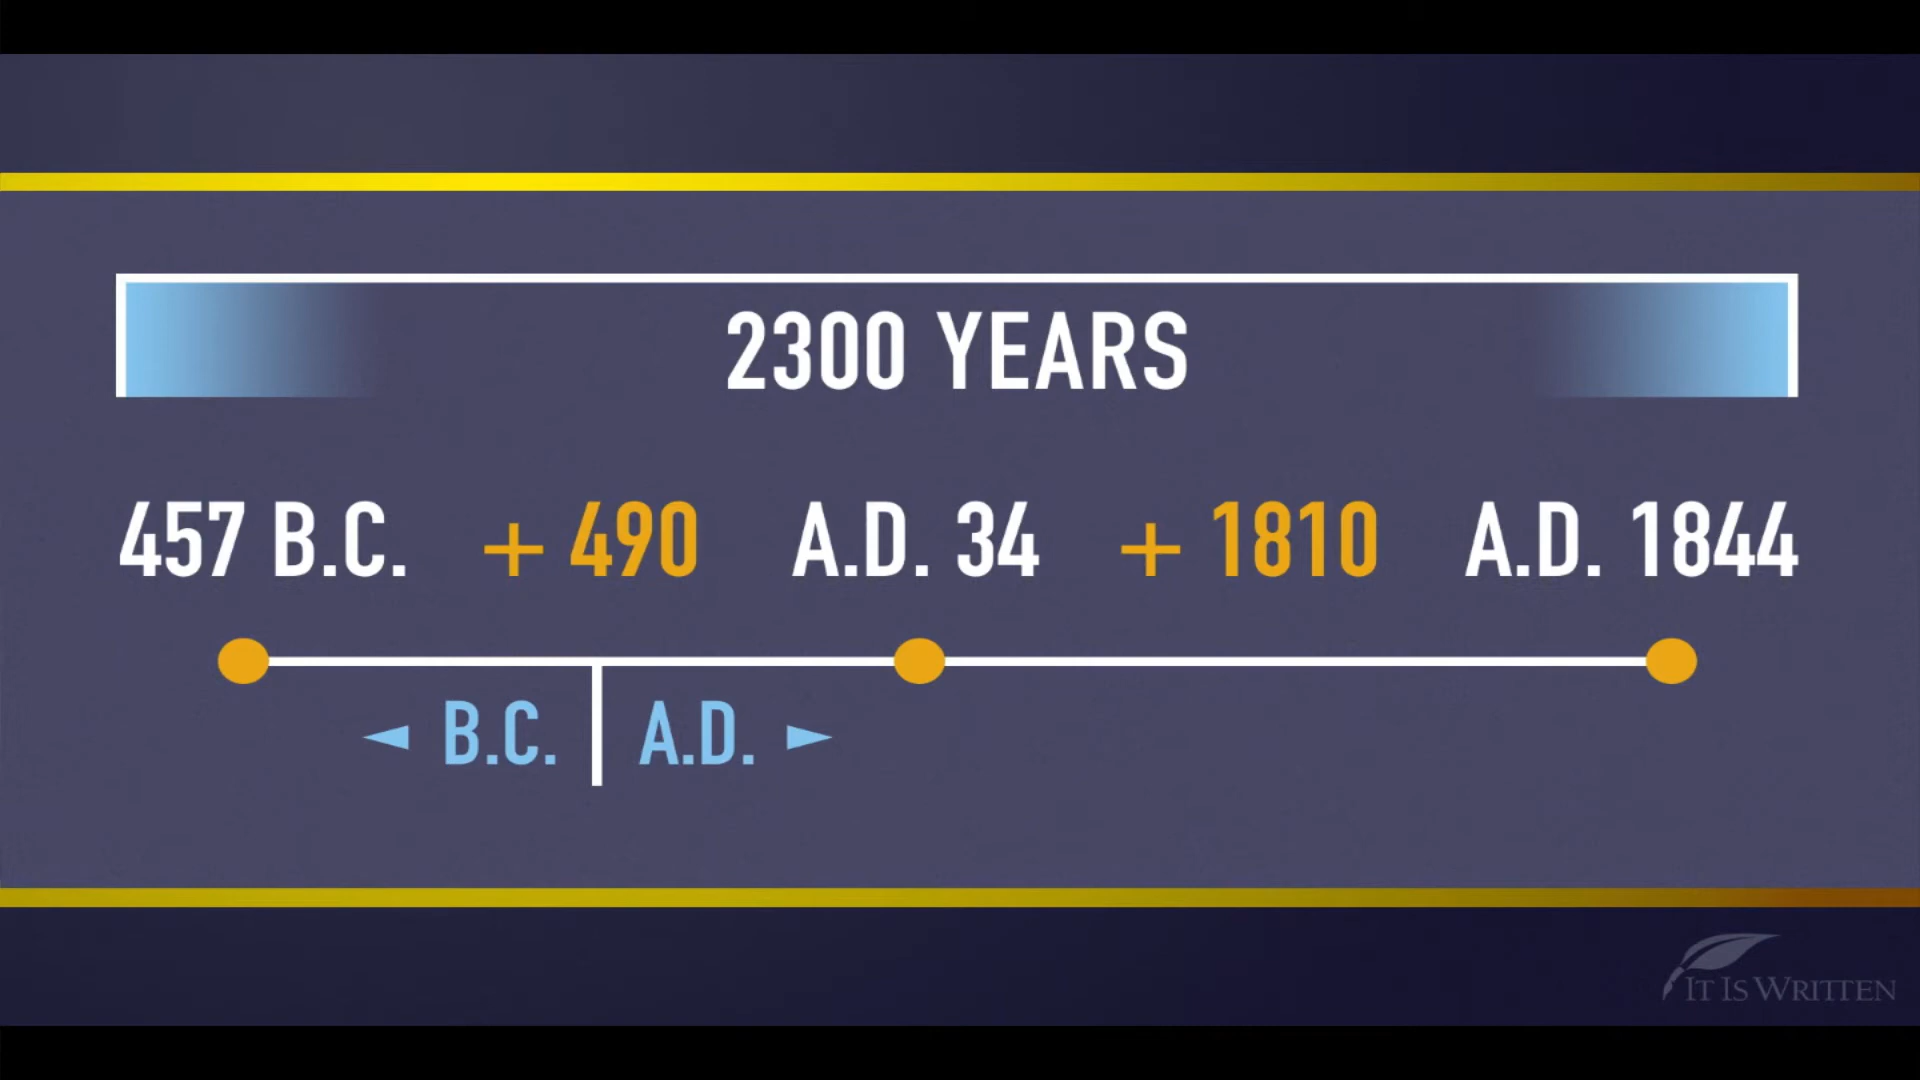 2300 YEARS
457 B.C. + 490 A.D. 34 + 1810 A.D. 1844
◄ B.C. A.D. ►
IT IS WRITTEN